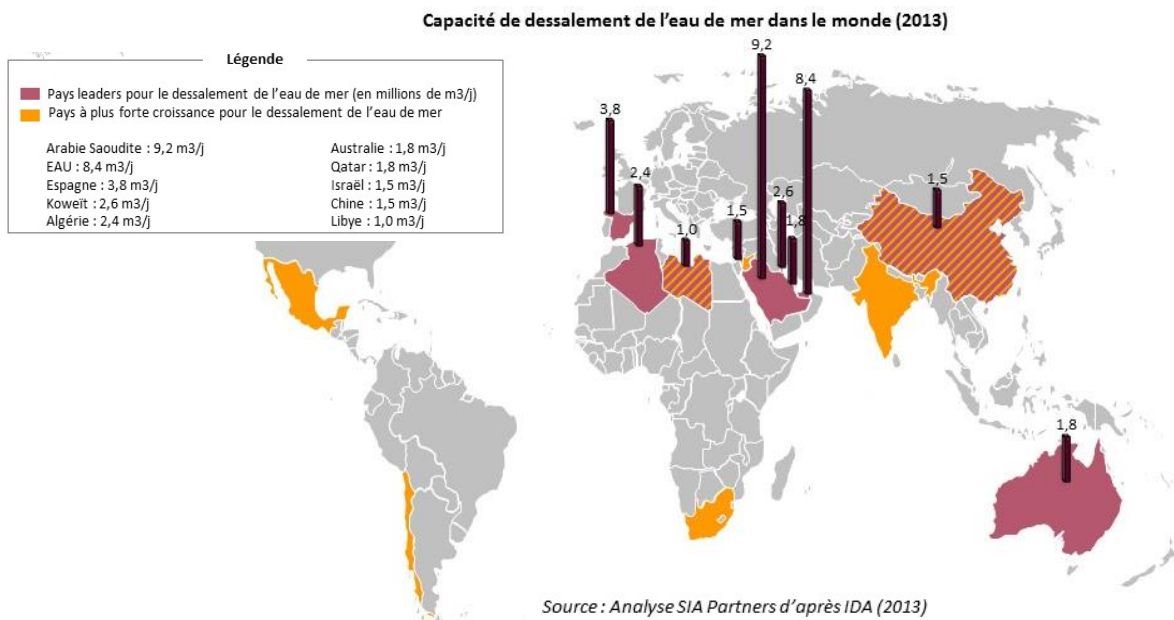 Capacité de dessalement de l'eau de mer dans le monde (2013)
Légende
Pays leaders pour le dessalement de l'eau de mer (en millions de m3/j)
Pays à plus forte croissance pour le dessalement de l'eau de mer
Arabie Saoudite : 9,2 m3/j
EAU : 8,4 m3/j
Espagne : 3,8 m3/j
Koweït : 2,6 m3/j
Algérie : 2,4 m3/j
Australie : 1,8 m3/j
Qatar : 1,8 m3/j
Israël : 1,5 m3/j
Chine : 1,5 m3/j
Libye : 1,0 m3/j
9,2
8,4
3,8
2,4
1,0
1,5
2,6
1,8
1,5
1,8
Source : Analyse SIA Partners d'après IDA (2013)